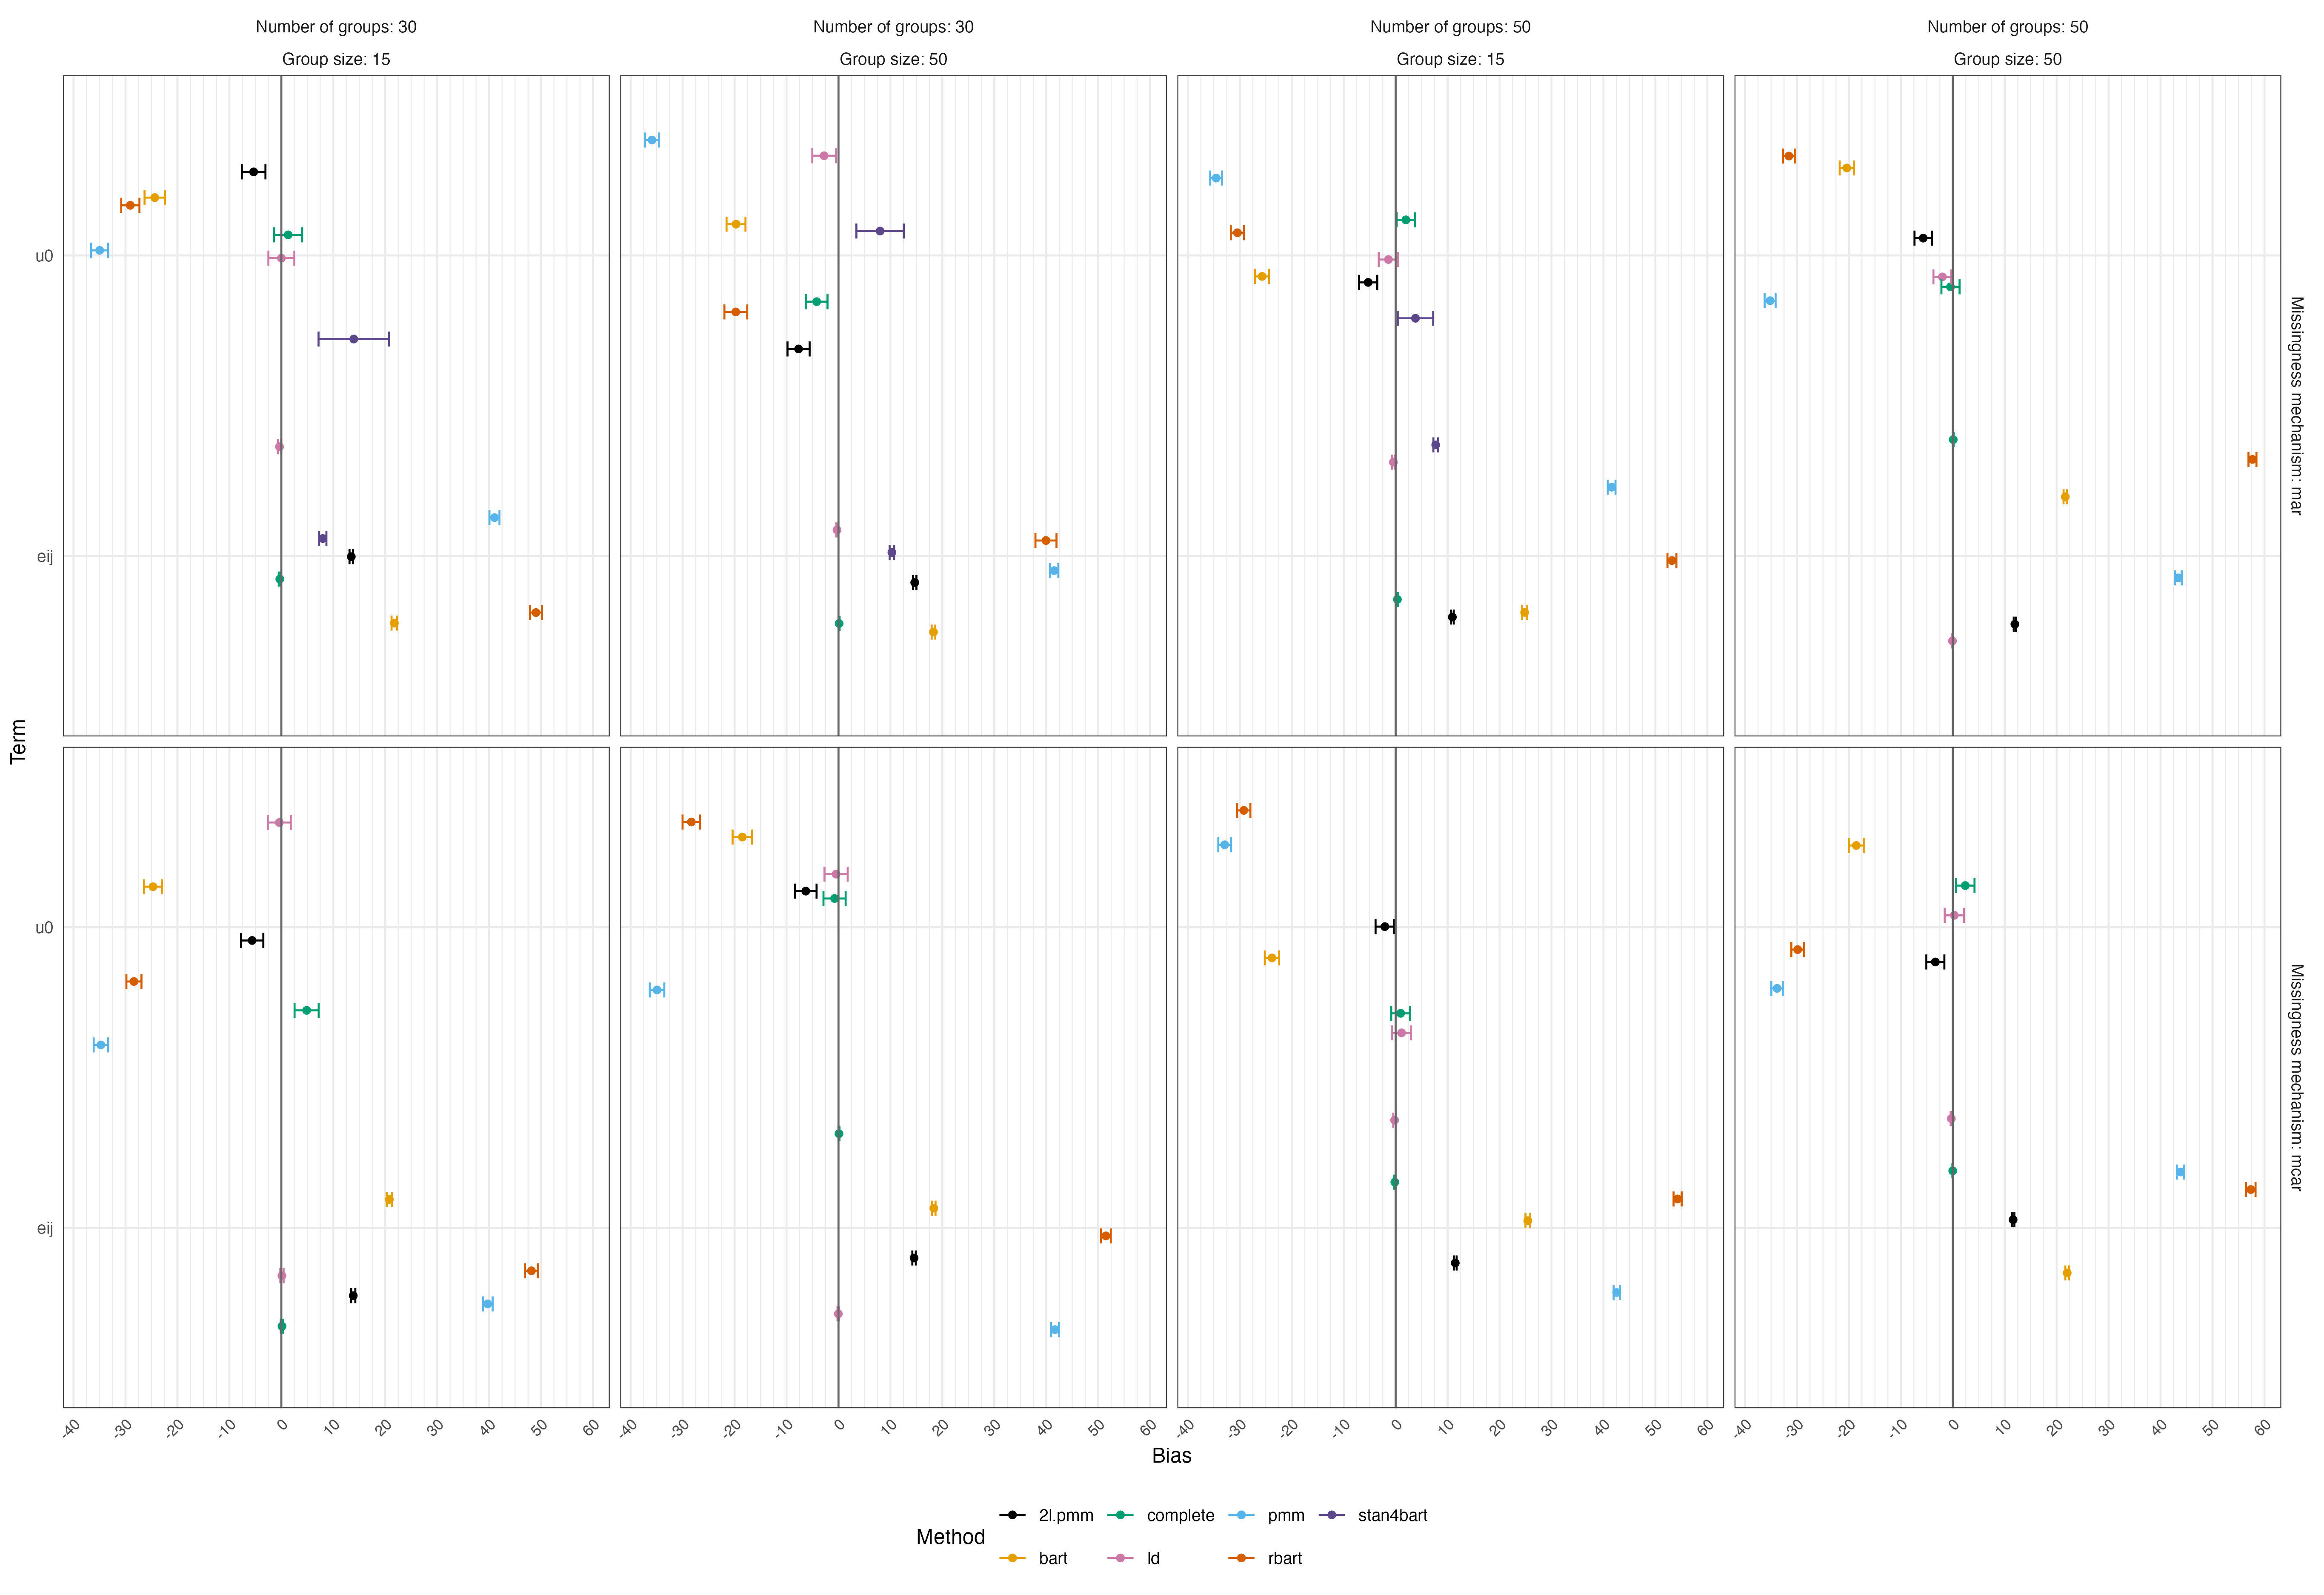 Number of groups: 30
Group size: 15
Number of groups: 30
Group size: 50
Number of groups: 50
Group size: 15
Number of groups: 50
Group size: 50
Term
u0
eij
Missingness mechanism: mar
u0
eij
Missingness mechanism: mcar
-40 -30 -20 -10 0 10 20 30 40 50 60
-40 -30 -20 -10 0 10 20 30 40 50 60
-40 -30 -20 -10 0 10 20 30 40 50 60
-40 -30 -20 -10 0 10 20 30 40 50 60
Bias
Method
2l.pmm complete pmm stan4bart
bart ld rbart